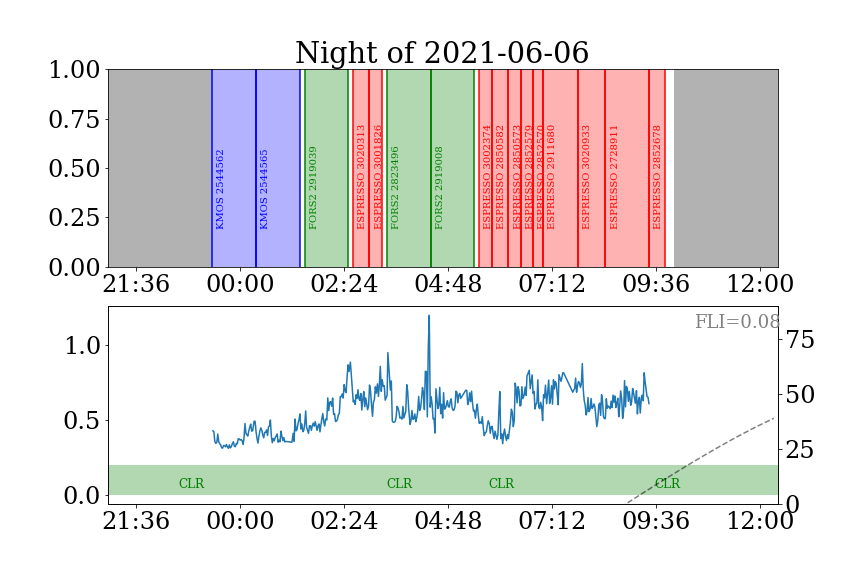 Night of 2021-06-06
1.00
0.75
0.50
0.25
0.00
KMOS 2544562
KMOS 2544565
FORS2 2919039
ESPRESSO 3020313
ESPRESSO 3001826
FORS2 2823496
FORS2 2919008
ESPRESSO 3002374
ESPRESSO 2850582
ESPRESSO 2850573
ESPRESSO 2852579
ESPRESSO 2852570
ESPRESSO 2911680
ESPRESSO 3020933
ESPRESSO 2728911
ESPRESSO 2852678
21:36 00:00 02:24 04:48 07:12 09:36 12:00
FLI=0.08
1.0
0.5
0.0
75
50
25
0
CLR CLR CLR CLR
21:36 00:00 02:24 04:48 07:12 09:36 12:00